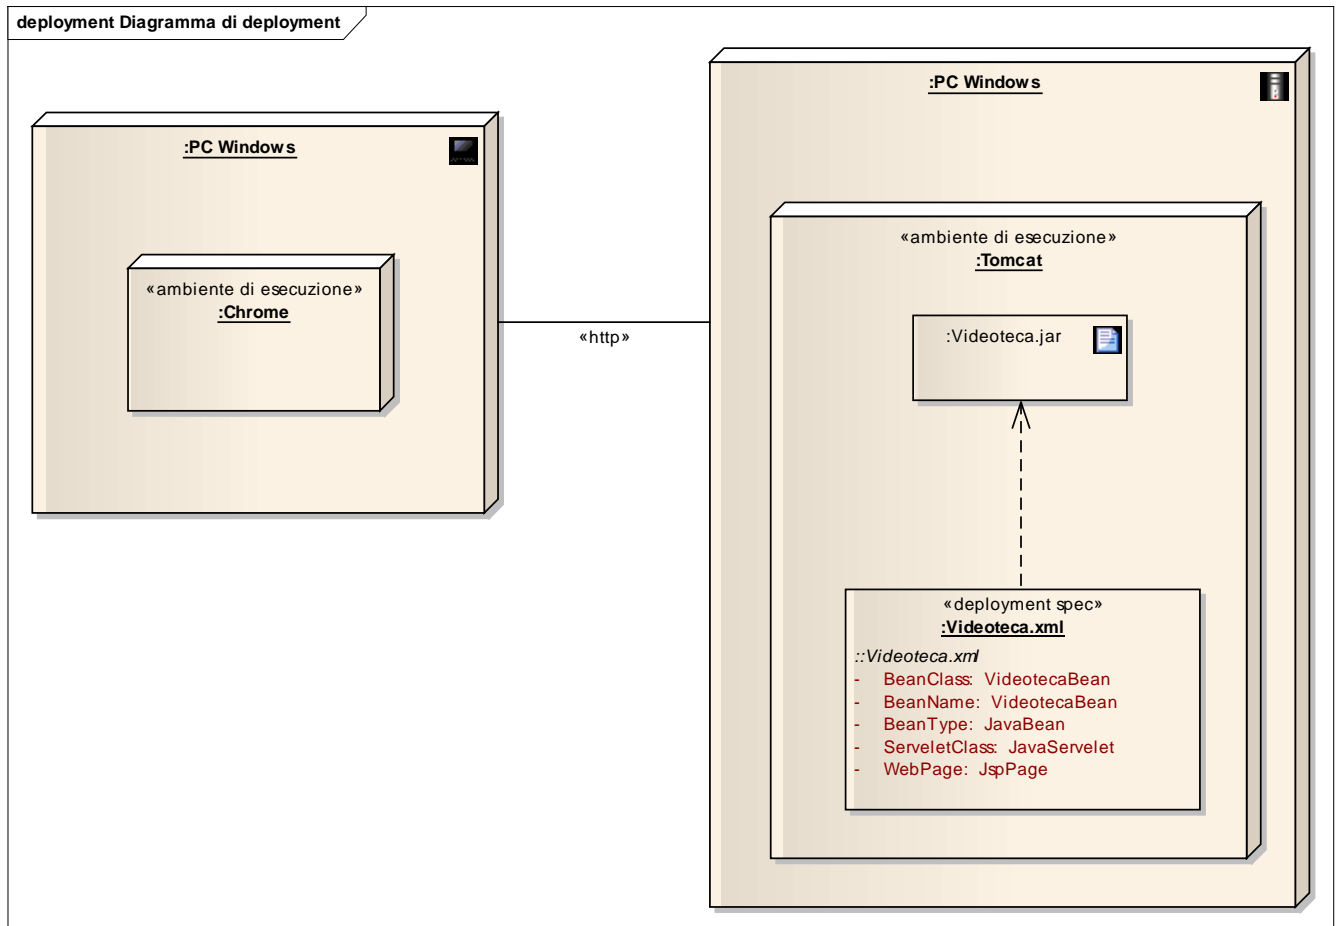 deployment Diagramma di deployment
:PC Windows
«ambiente di esecuzione»
:Chrome
«http»
:PC Windows
«ambiente di esecuzione»
:Tomcat
:Videoteca.jar
«deployment spec»
:Videoteca.xml
::Videoteca.xml
- BeanClass: VideotecaBean
- BeanName: VideotecaBean
- BeanType: JavaBean
- ServeletClass: JavaServelet
- WebPage: JspPage